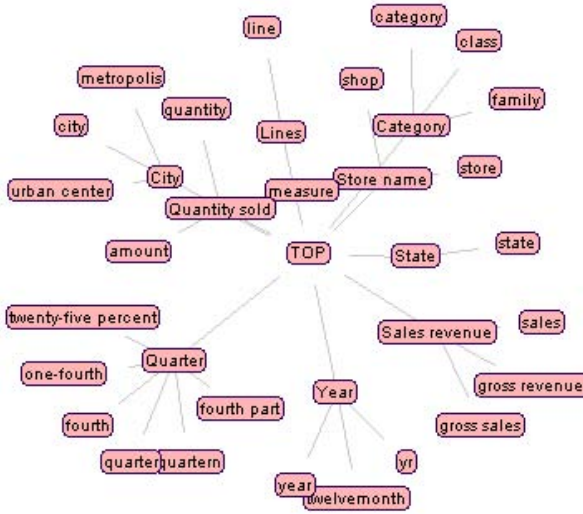 category
line
class
shop
metropolis
family
quantity
city
Category
Lines
store
City
Store name
urban center
measure
Quantity sold
state
amount
TOP
State
twenty-five percent
sales
Sales revenue
Quarter
one-fourth
gross revenue
Year
fourth part
fourth
gross sales
quarter
quartern
yr
year
twelvemonth